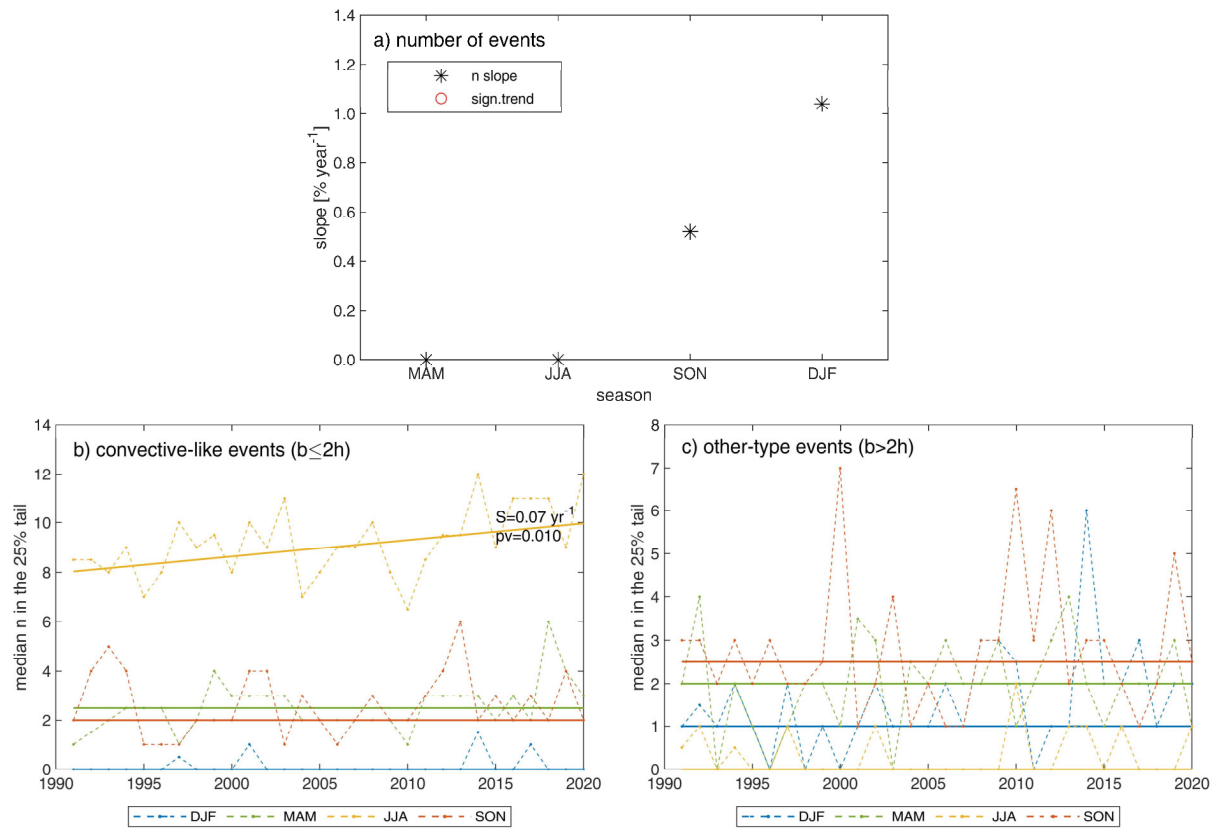 a) number of events
n slope
sign.trend
1.4
1.2
1.0
0.8
0.6
0.4
0.2
0.0
slope [% year⁻¹]
MAM JJA SON DJF
season
b) convective-like events (b≤2h)
14
12
10
8
6
4
2
0
median n in the 25% tail
S=0.07 yr⁻¹
pv=0.010
1990 1995 2000 2005 2010 2015 2020
DJF MAM JJA SON
c) other-type events (b>2h)
8
7
6
5
4
3
2
1
0
median n in the 25% tail
1990 1995 2000 2005 2010 2015 2020
DJF MAM JJA SON